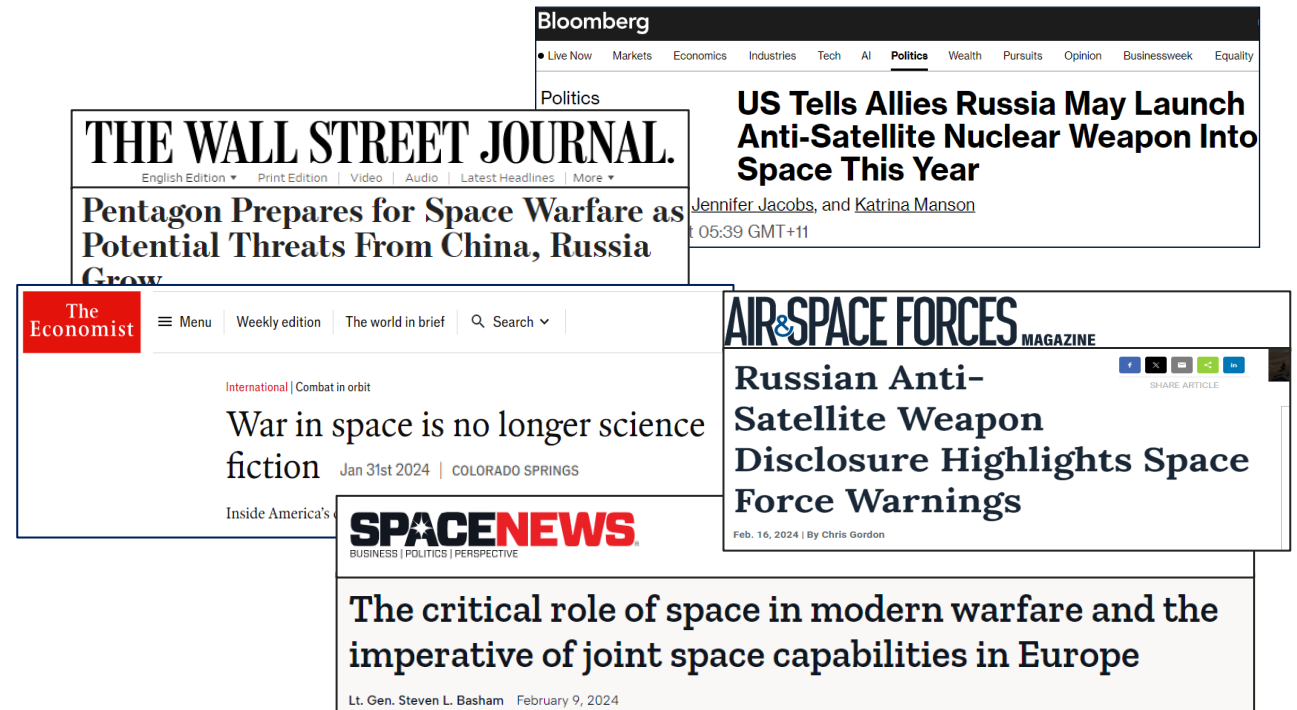 Bloomberg
Live Now Markets Economics Industries Tech AI Politics Wealth Pursuits Opinion Businessweek Equality
Politics
US Tells Allies Russia May Launch
Anti-Satellite Nuclear Weapon Into
Space This Year
Jennifer Jacobs, and Katrina Manson
05:39 GMT+11
THE WALL STREET JOURNAL.
English Edition Print Edition | Video | Audio | Latest Headlines | More
Pentagon Prepares for Space Warfare as
Potential Threats From China, Russia
Grow
The
Economist
Menu Weekly edition The world in brief Search
International | Combat in orbit
War in space is no longer science
fiction Jan 31st 2024 | COLORADO SPRINGS
Inside America's
AIR&SPACE FORCES MAGAZINE
SHARE ARTICLE
Russian Anti-
Satellite Weapon
Disclosure Highlights Space
Force Warnings
Feb. 16, 2024 | By Chris Gordon
SPACENEWS
BUSINESS | POLITICS | PERSPECTIVE
The critical role of space in modern warfare and the
imperative of joint space capabilities in Europe
Lt. Gen. Steven L. Basham February 9, 2024